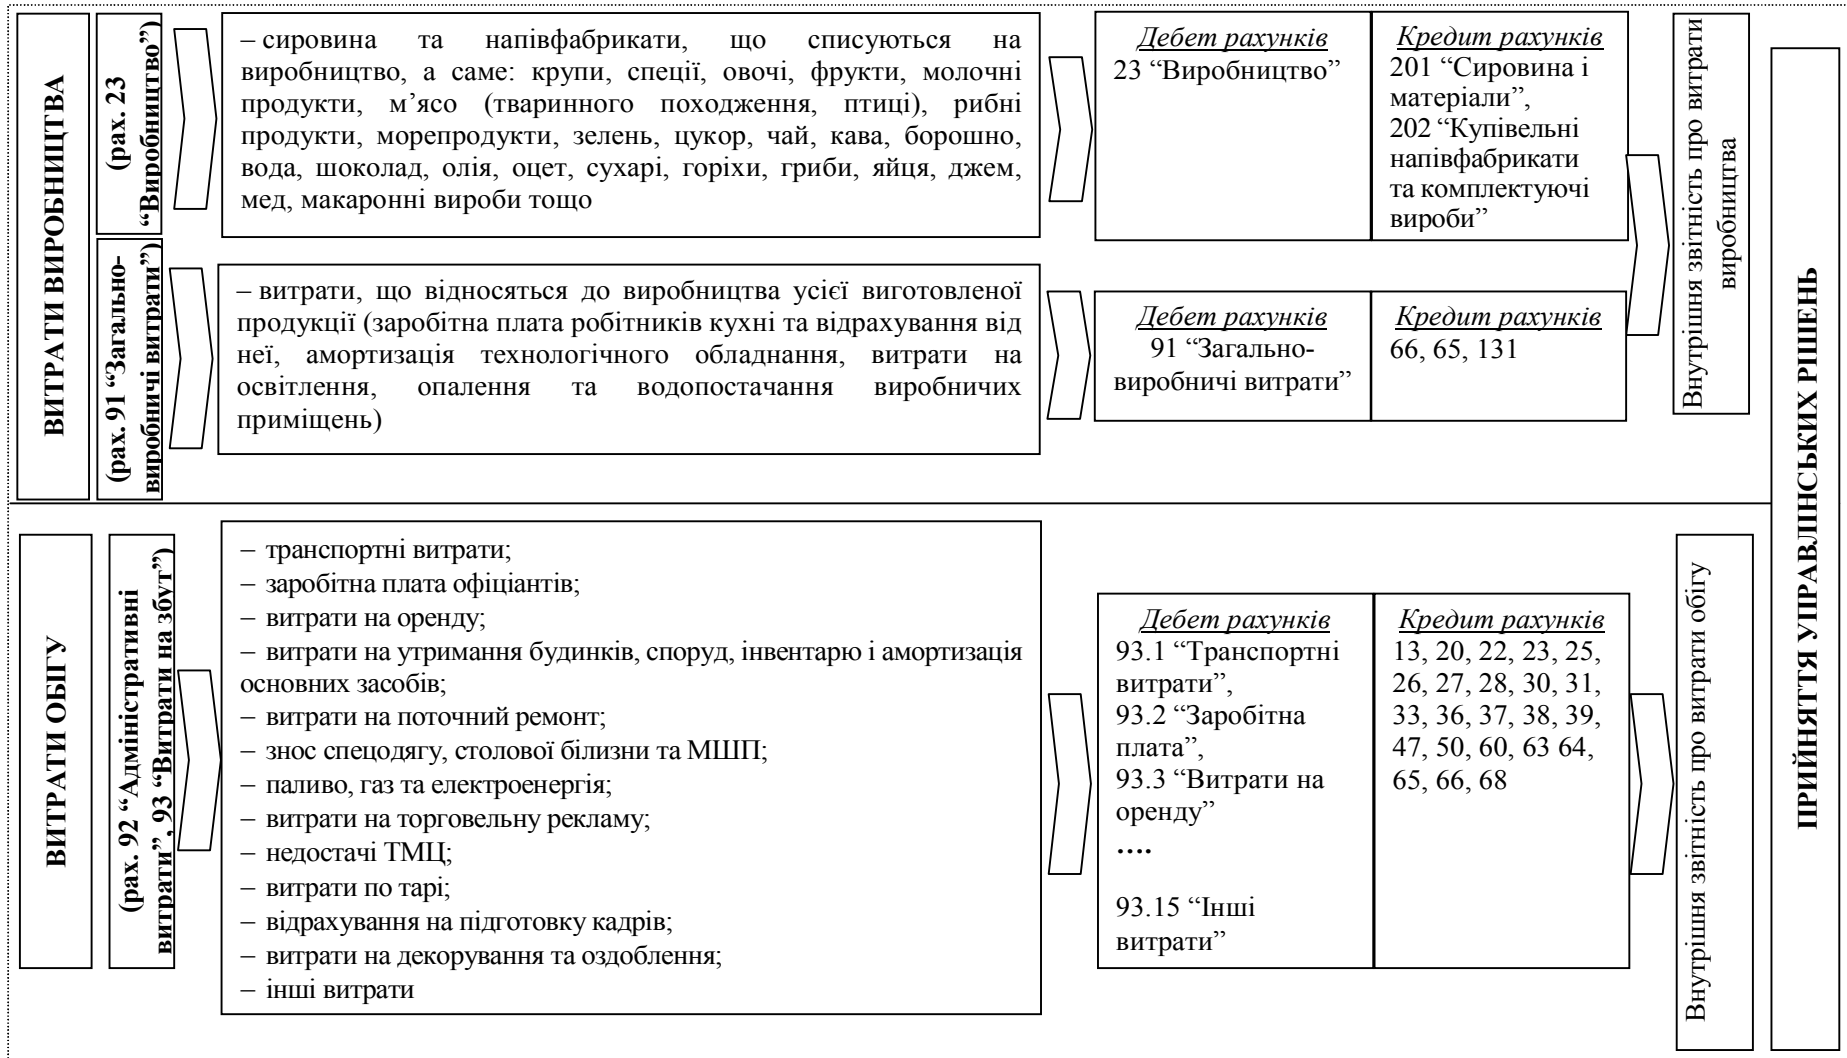 ВИТРАТИ ВИРОБНИЦТВА
(рах. 23
“Виробництво”)
– сировина та напівфабрикати, що списуються на
виробництво, а саме: крупи, спеції, овочі, фрукти, молочні
продукти, м’ясо (тваринного походження, птиці), рибні
продукти, морепродукти, зелень, цукор, чай, кава, борошно,
вода, шоколад, олія, оцет, сухарі, горіхи, гриби, яйця, джем,
мед, макаронні вироби тощо
Дебет рахунків
23 “Виробництво”
Кредит рахунків
201 “Сировина і
матеріали”,
202 “Купівельні
напівфабрикати
та комплектуючі
вироби”
(рах. 91 “Загально-
виробничі витрати”)
– витрати, що відносяться до виробництва усієї виготовленої
продукції (заробітна плата робітників кухні та відрахування від
неї, амортизація технологічного обладнання, витрати на
освітлення, опалення та водопостачання виробничих
приміщень)
Дебет рахунків
91 “Загально-
виробничі витрати”
Кредит рахунків
66, 65, 131
Внутрішня звітність про витрати
виробництва
ВИТРАТИ ОБІГУ
(рах. 92 “Адміністративні
витрати”, 93 “Витрати на збут”)
– транспортні витрати;
– заробітна плата офіціантів;
– витрати на оренду;
– витрати на утримання будинків, споруд, інвентарю і амортизація
основних засобів;
– витрати на поточний ремонт;
– знос спецодягу, столової білизни та МШП;
– паливо, газ та електроенергія;
– витрати на торговельну рекламу;
– недостачі ТМЦ;
– витрати по тарі;
– відрахування на підготовку кадрів;
– витрати на декорування та оздоблення;
– інші витрати
Дебет рахунків
93.1 “Транспортні
витрати”,
93.2 “Заробітна
плата”,
93.3 “Витрати на
оренду”
....
93.15 “Інші
витрати”
Кредит рахунків
13, 20, 22, 23, 25,
26, 27, 28, 30, 31,
33, 36, 37, 38, 39,
47, 50, 60, 63 64,
65, 66, 68
Внутрішня звітність про витрати обігу
ПРИЙНЯТТЯ УПРАВЛІНСЬКИХ РІШЕНЬ